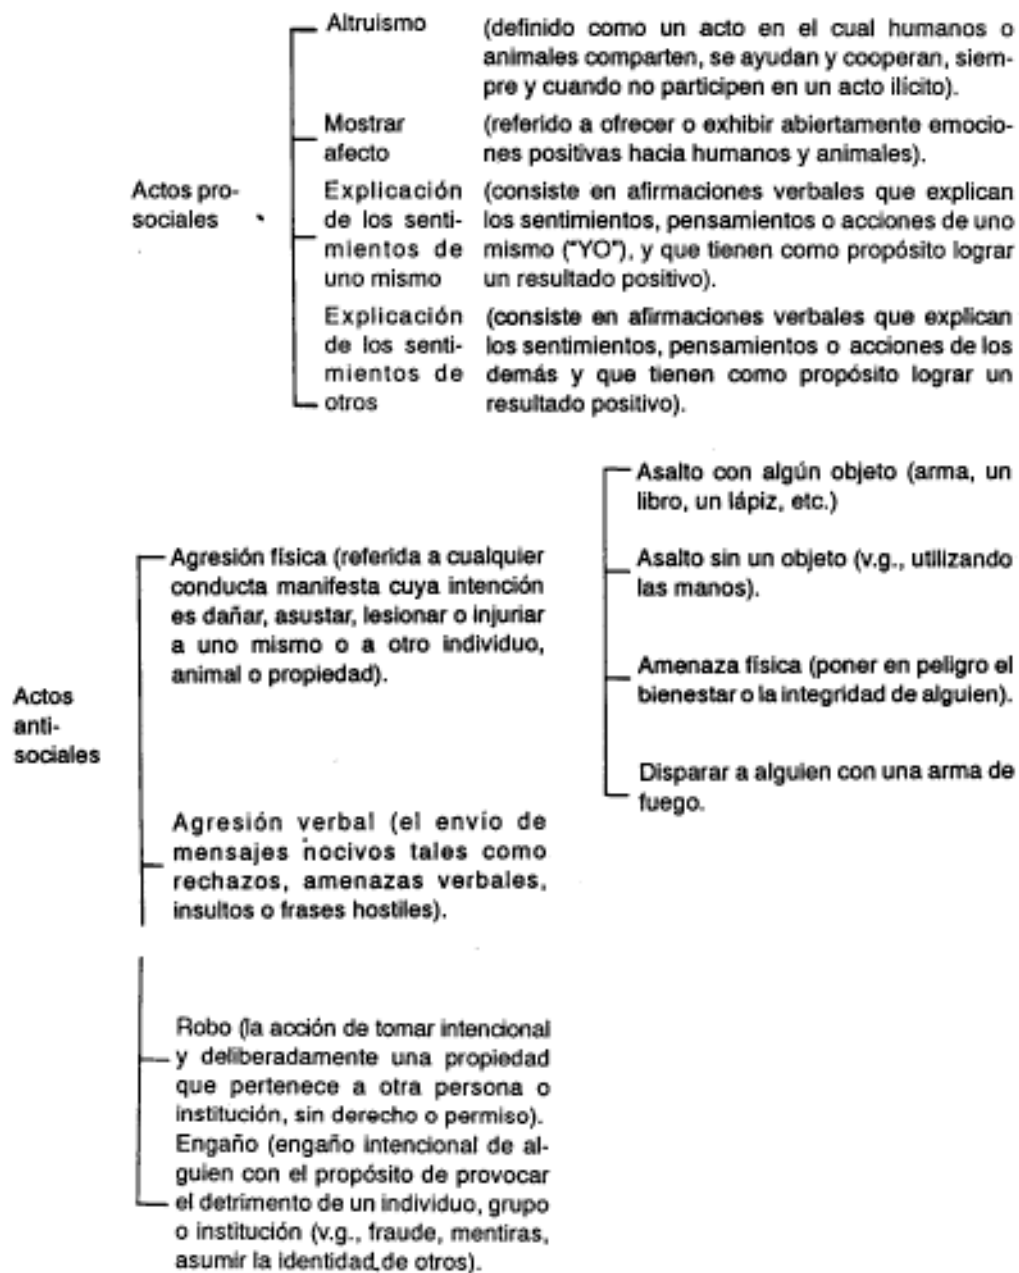 Altruismo
(definido como un acto en el cual humanos o
animales comparten, se ayudan y cooperan, siem-
pre y cuando no participen en un acto ilícito).
Mostrar
afecto
(referido a ofrecer o exhibir abiertamente emocio-
nes positivas hacia humanos y animales).
Actos pro-
sociales
Explicación
de los senti-
mientos de
uno mismo
(consiste en afirmaciones verbales que explican
los sentimientos, pensamientos o acciones de uno
mismo ("YO"), y que tienen como propósito lograr
un resultado positivo).
Explicación
de los senti-
mientos de
otros
(consiste en afirmaciones verbales que explican
los sentimientos, pensamientos o acciones de los
demás y que tienen como propósito lograr un
resultado positivo).
Actos
anti-
sociales
Agresión física (referida a cualquier
conducta manifesta cuya intención
es dañar, asustar, lesionar o injuriar
a uno mismo o a otro individuo,
animal o propiedad).
Asalto con algún objeto (arma, un
libro, un lápiz, etc.)
Asalto sin un objeto (v.g., utilizando
las manos).
Amenaza física (poner en peligro el
bienestar o la integridad de alguien).
Disparar a alguien con una arma de
fuego.
Agresión verbal (el envío de
mensajes nocivos tales como
rechazos, amenazas verbales,
insultos o frases hostiles).
Robo (la acción de tomar intencional
y deliberadamente una propiedad
que pertenece a otra persona o
institución, sin derecho o permiso).
Engaño (engaño intencional de al-
guien con el propósito de provocar
el detrimento de un individuo, grupo
o institución (v.g., fraude, mentiras,
asumir la identidad de otros).